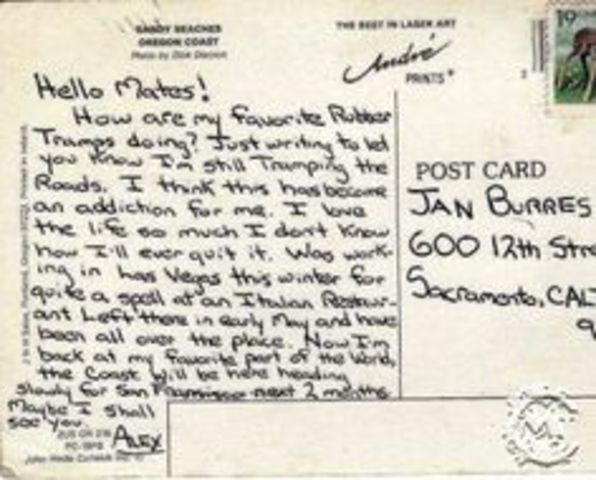 SANDY BEACHES
OREGON COAST
THE BEST IN LASER ART
André
PRINTS
19
Hello Mates!
How are my favorite Rubber
Tramps doing? Just writing to let
you know I'm still Tramping the
Roads. I think this has become
an addiction for me. I love
the life so much I don't know
how I'll ever quit it. Was work-
ing in Las Vegas this winter for
quite a spell at an Italian Restaur-
ant Left there in early May and have
been all over the place. Now I'm
back at my favorite part of the World,
the Coast Will be here heading
slowly for San Francisco next 2 months
Maybe I shall
see you.
ALEX
POST CARD
JAN BURRES
600 12th Stre
Sacramento, CAL
9